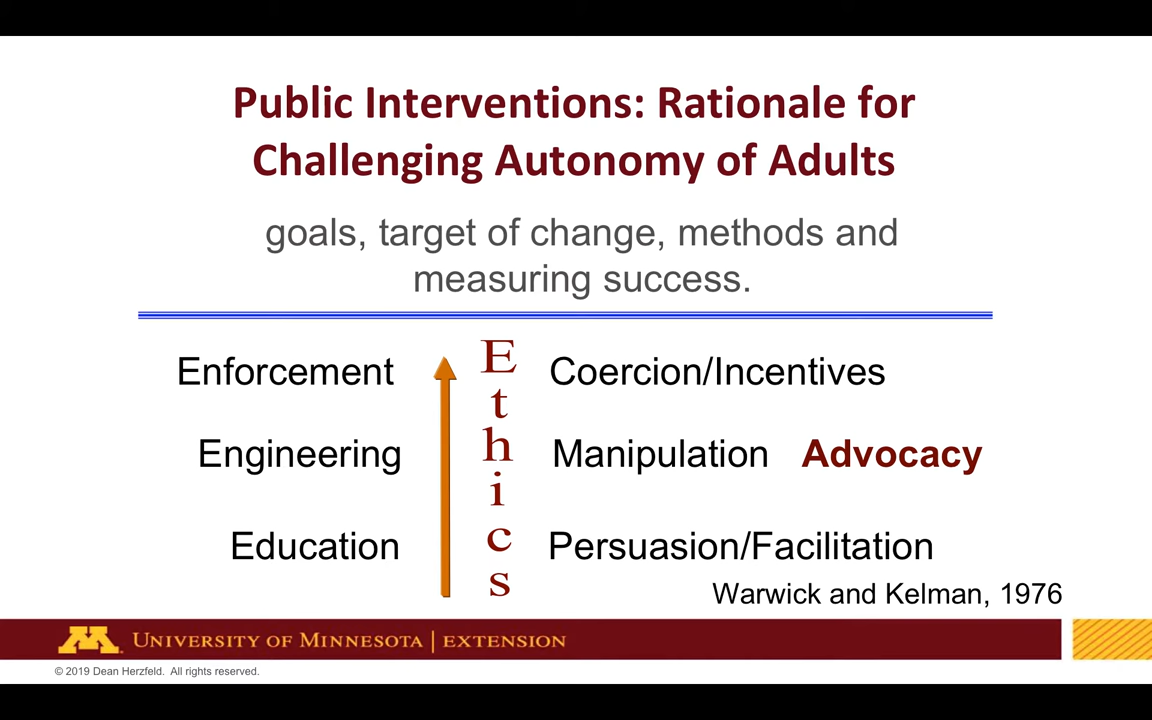 Public Interventions: Rationale for
Challenging Autonomy of Adults
goals, target of change, methods and
measuring success.
Enforcement
Engineering
Education
Ethics
Coercion/Incentives
Manipulation Advocacy
Persuasion/Facilitation
Warwick and Kelman, 1976
M
UNIVERSITY OF MINNESOTA | EXTENSION
© 2019 Dean Herzfeld. All rights reserved.